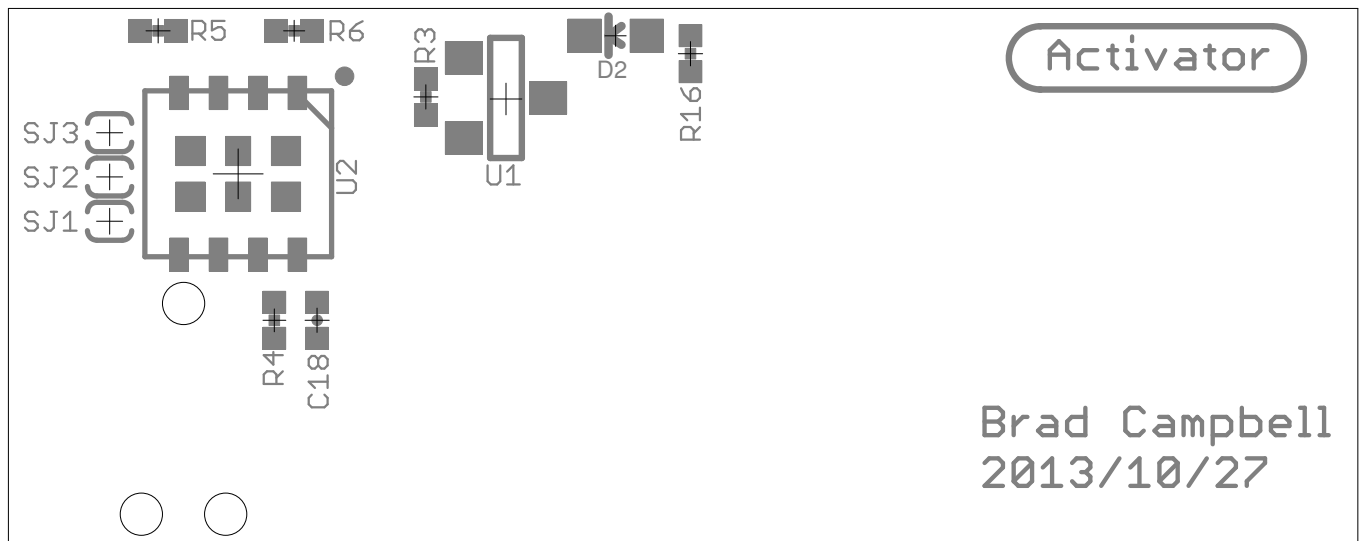 R5
R6
R3
D2
R16
Activator
SJ3
SJ2
SJ1
U2
U1
R4
C18
Brad Campbell
2013/10/27